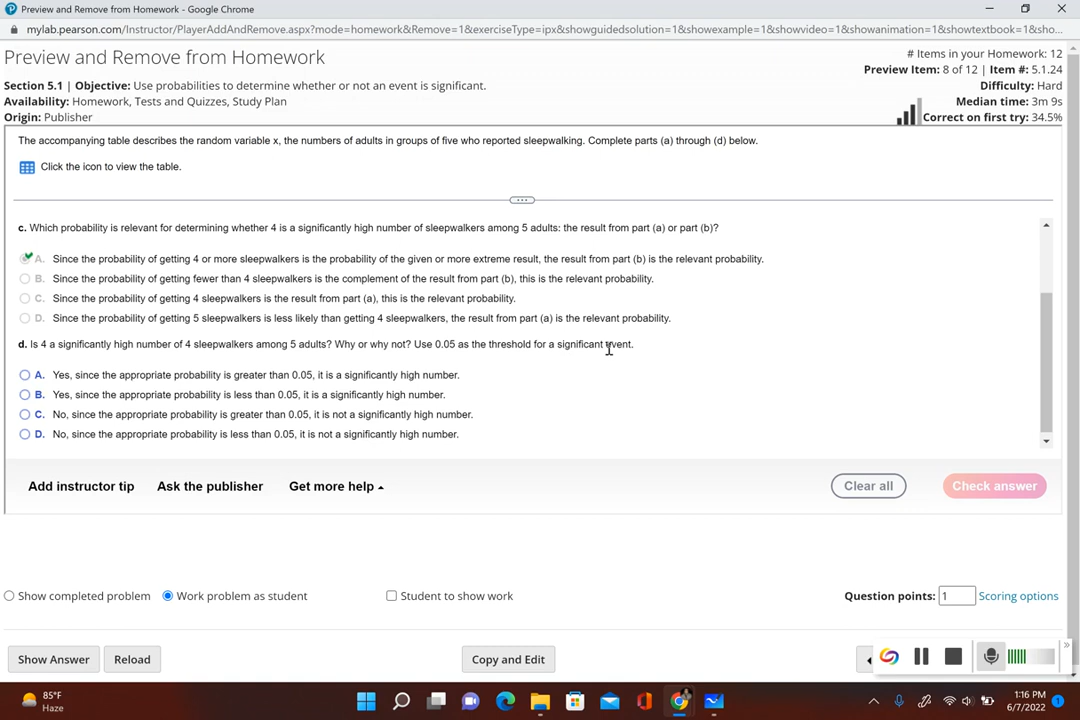 Preview and Remove from Homework - Google Chrome
mylab.pearson.com/Instructor/PlayerAddAndRemove.aspx?mode=homework&Remove=1&exerciseType=ipx&showguidedsolution=1&showexample=1&showvideo=1&showanimation=1&showtextbook=1&sho...
Preview and Remove from Homework
# Items in your Homework: 12
Preview Item: 8 of 12 | Item #: 5.1.24
Section 5.1 | Objective: Use probabilities to determine whether or not an event is significant.
Difficulty: Hard
Availability: Homework, Tests and Quizzes, Study Plan
Median time: 3m 9s
Origin: Publisher
Correct on first try: 34.5%
The accompanying table describes the random variable x, the numbers of adults in groups of five who reported sleepwalking. Complete parts (a) through (d) below.
Click the icon to view the table.
c. Which probability is relevant for determining whether 4 is a significantly high number of sleepwalkers among 5 adults: the result from part (a) or part (b)?
A. Since the probability of getting 4 or more sleepwalkers is the probability of the given or more extreme result, the result from part (b) is the relevant probability.
B. Since the probability of getting fewer than 4 sleepwalkers is the complement of the result from part (b), this is the relevant probability.
C. Since the probability of getting 4 sleepwalkers is the result from part (a), this is the relevant probability.
D. Since the probability of getting 5 sleepwalkers is less likely than getting 4 sleepwalkers, the result from part (a) is the relevant probability.
d. Is 4 a significantly high number of 4 sleepwalkers among 5 adults? Why or why not? Use 0.05 as the threshold for a significant event.
A. Yes, since the appropriate probability is greater than 0.05, it is a significantly high number.
B. Yes, since the appropriate probability is less than 0.05, it is a significantly high number.
C. No, since the appropriate probability is greater than 0.05, it is not a significantly high number.
D. No, since the appropriate probability is less than 0.05, it is not a significantly high number.
Add instructor tip Ask the publisher Get more help Clear all Check answer
Show completed problem Work problem as student Student to show work Question points: 1 Scoring options
Show Answer Reload Copy and Edit
85°F
Haze
1:16 PM
6/7/2022
1